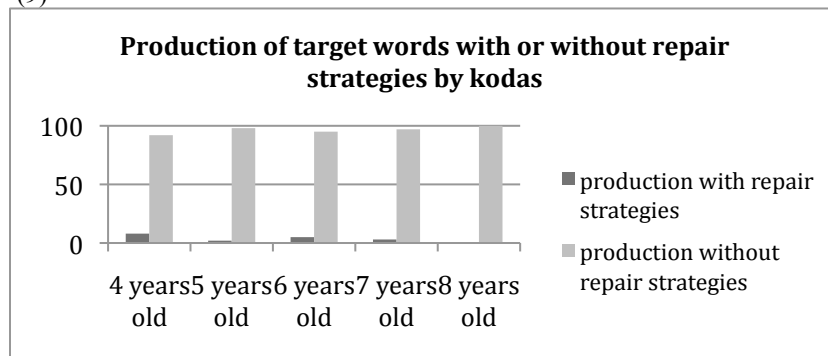 Production of target words with or without repair
strategies by kodas
100
50
0
4 years 5 years 6 years 7 years 8 years
old old old old old
production with repair
strategies
production without
repair strategies